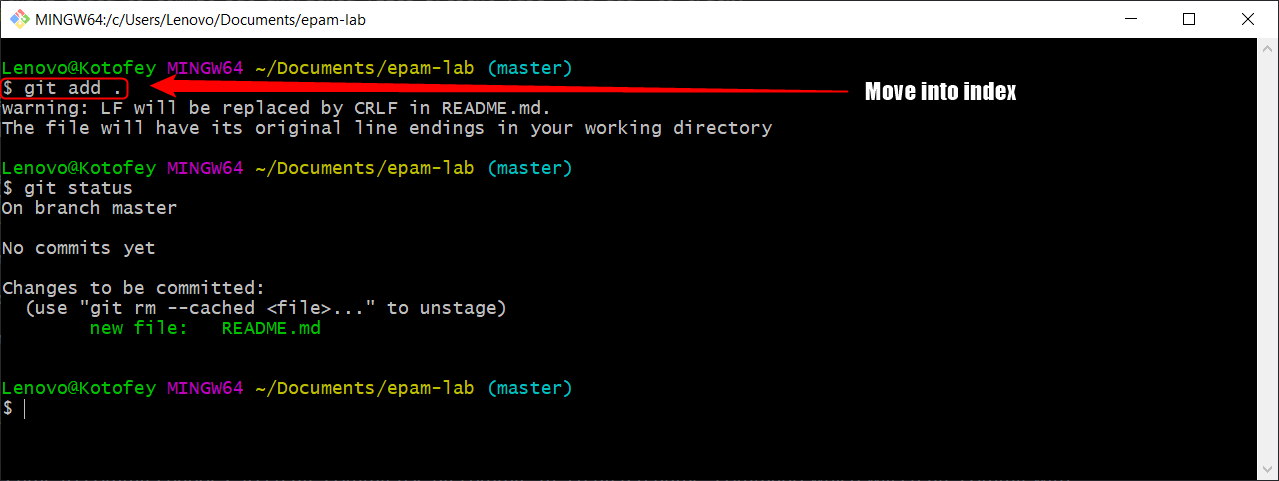 MINGW64:/c/Users/Lenovo/Documents/epam-lab
Lenovo@Kotofey MINGW64 ~/Documents/epam-lab (master)
$ git add .
Move into index
warning: LF will be replaced by CRLF in README.md.
The file will have its original line endings in your working directory
Lenovo@Kotofey MINGW64 ~/Documents/epam-lab (master)
$ git status
On branch master
No commits yet
Changes to be committed:
(use "git rm --cached <file>..." to unstage)
new file: README.md
Lenovo@Kotofey MINGW64 ~/Documents/epam-lab (master)
$